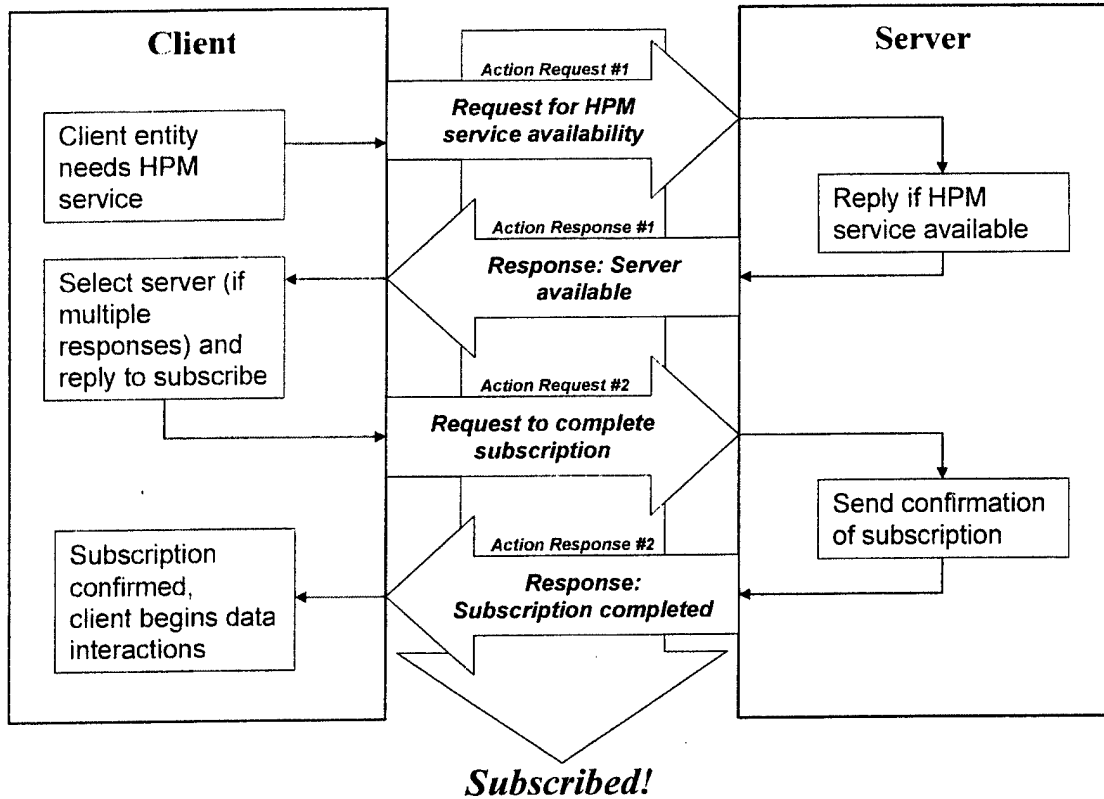 Client
Server
Action Request #1
Request for HPM
service availability
Client entity
needs HPM
service
Reply if HPM
service available
Action Response #1
Response: Server
available
Select server (if
multiple
responses) and
reply to subscribe
Action Request #2
Request to complete
subscription
Send confirmation
of subscription
Action Response #2
Response:
Subscription completed
Subscription
confirmed,
client begins data
interactions
Subscribed!